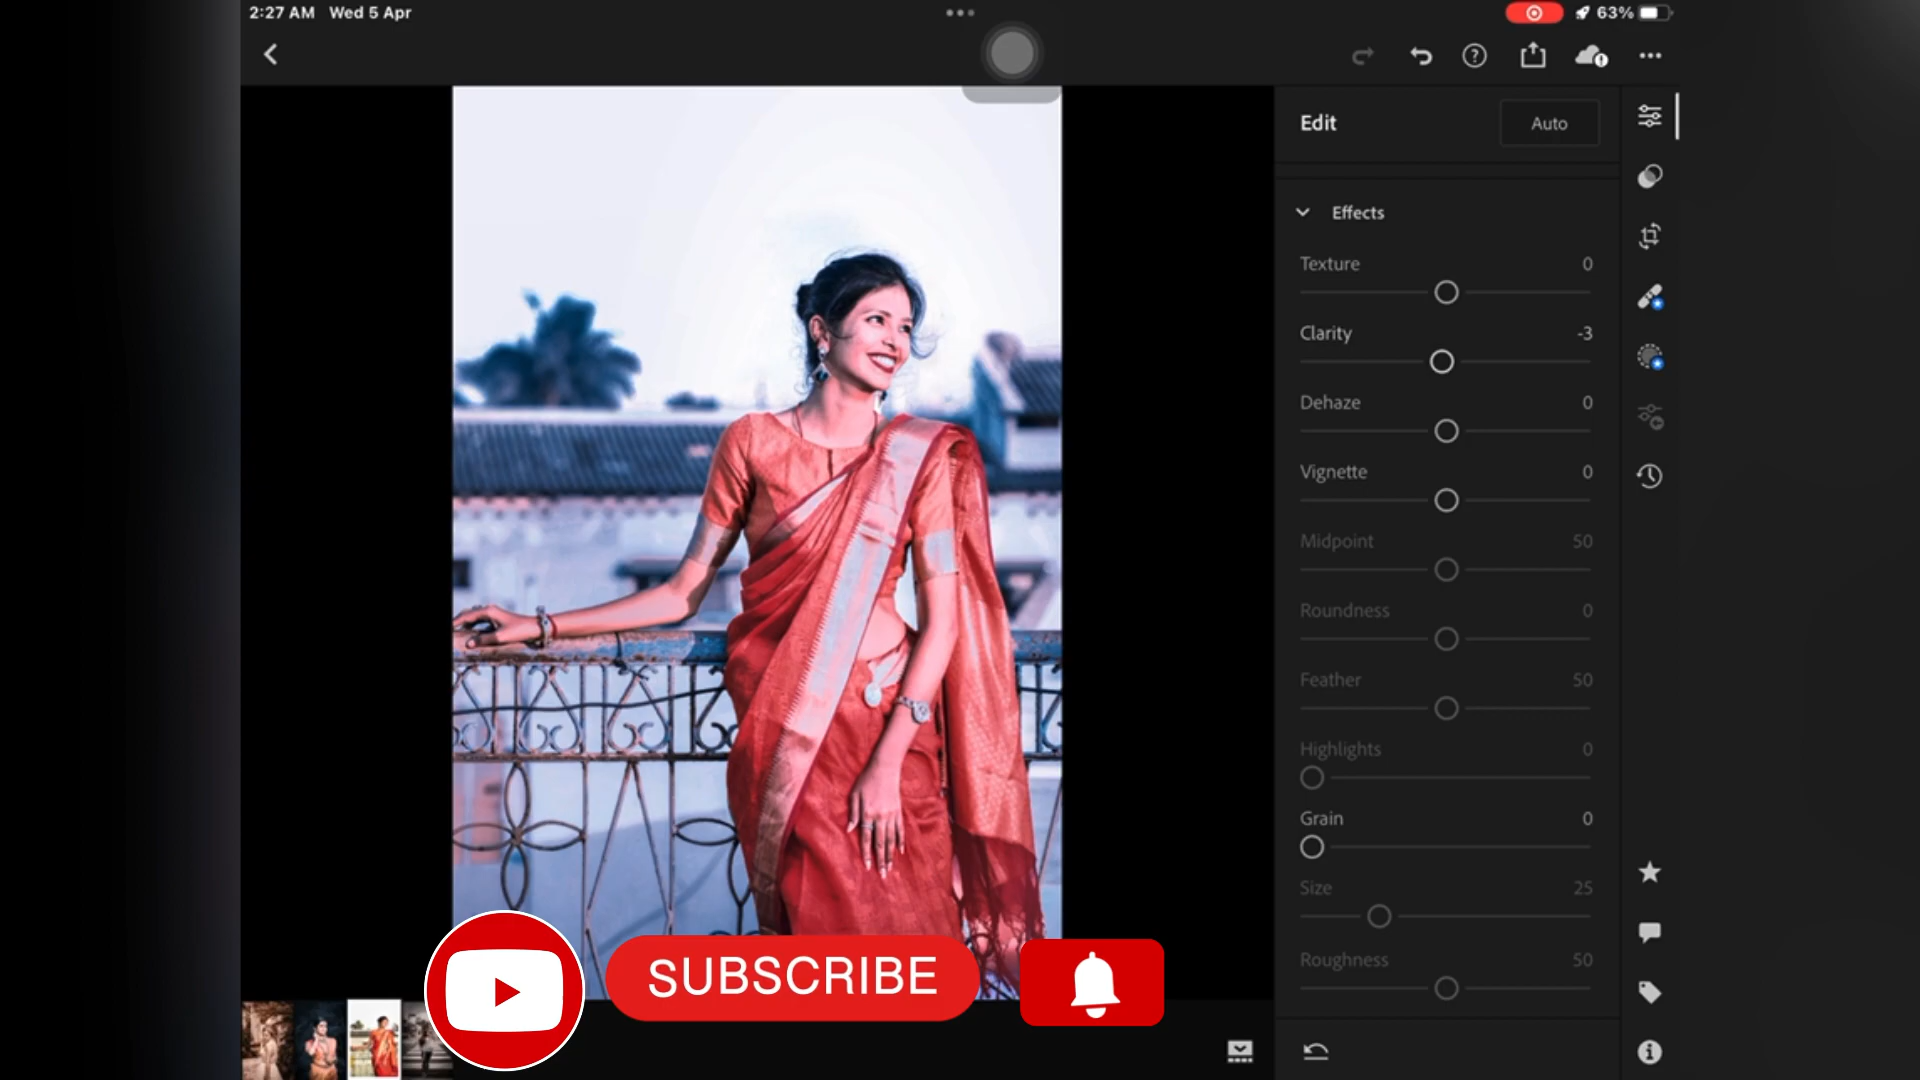 2:27 AM Wed 5 Apr
63%
Edit
Auto
Effects
Texture 0
Clarity -3
Dehaze 0
Vignette 0
Midpoint 50
Roundness 0
Feather 50
Highlights 0
Grain 0
Size 25
Roughness 50
SUBSCRIBE